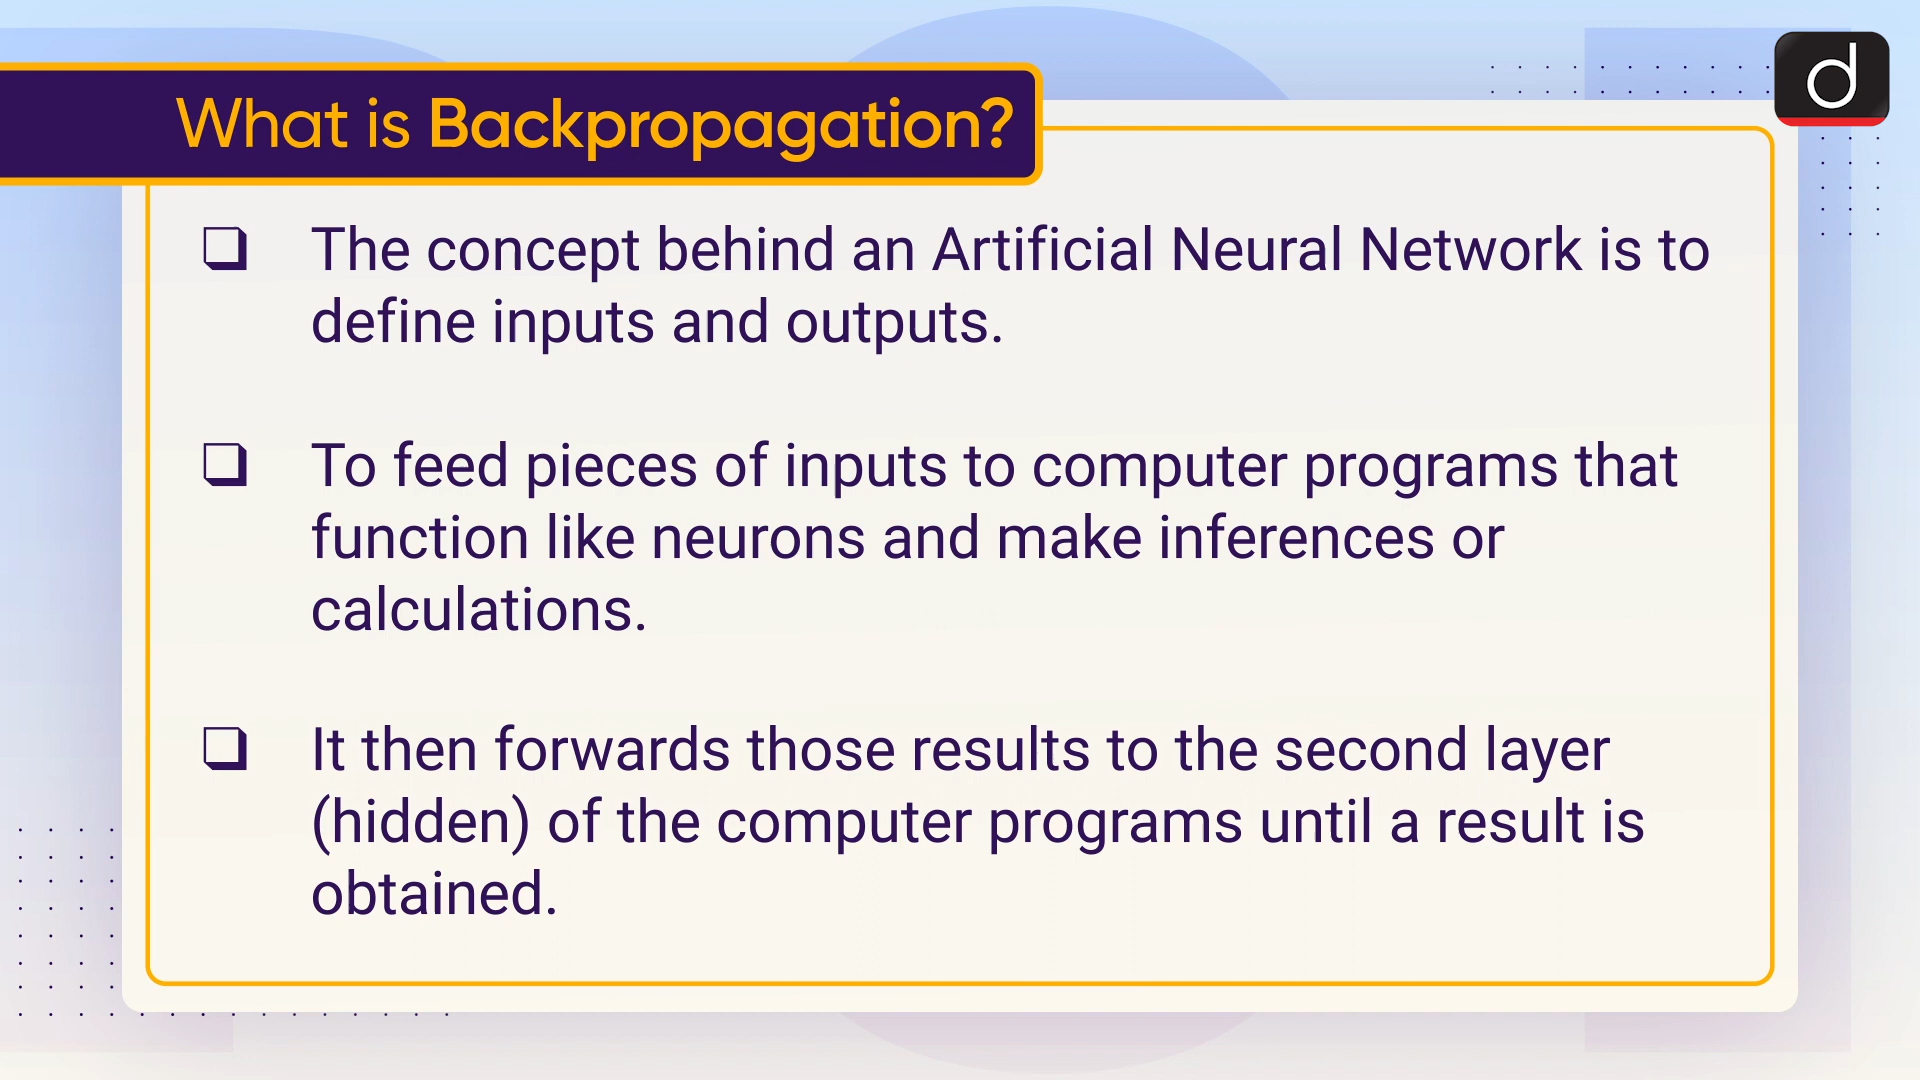 What is Backpropagation?
d
❑ The concept behind an Artificial Neural Network is to
define inputs and outputs.
❑ To feed pieces of inputs to computer programs that
function like neurons and make inferences or
calculations.
❑ It then forwards those results to the second layer
(hidden) of the computer programs until a result is
obtained.